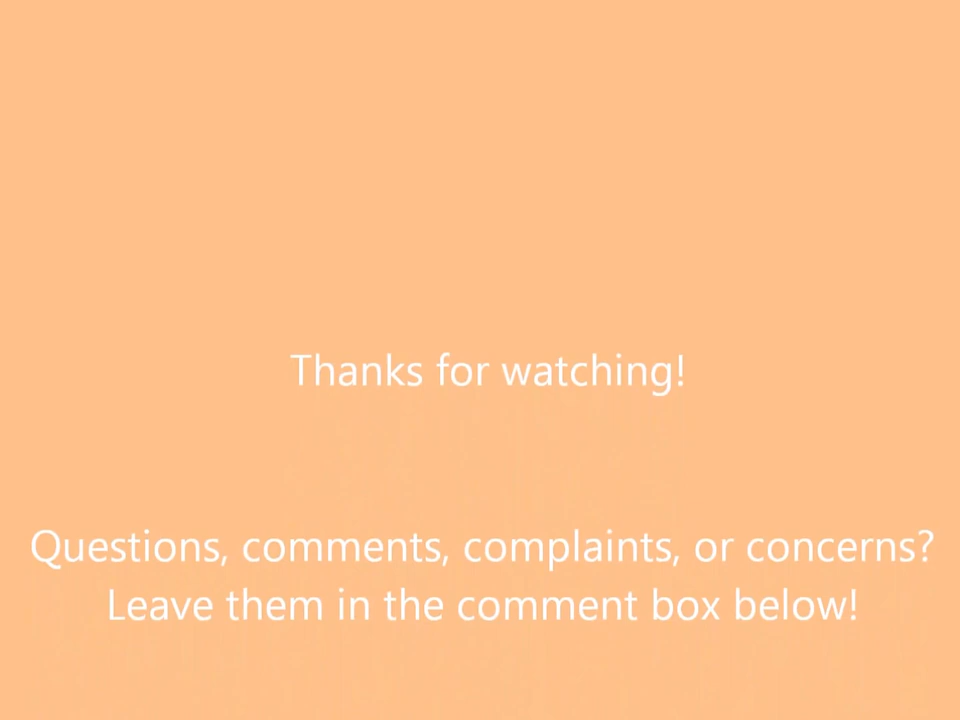 Thanks for watching!
Questions, comments, complaints, or concerns?
Leave them in the comment box below!